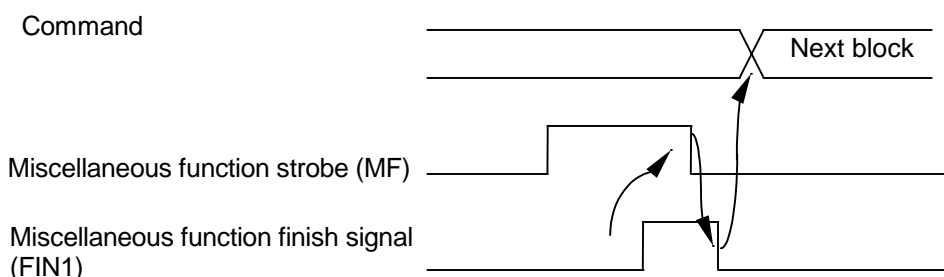 Command
Next block
Miscellaneous function strobe (MF)
Miscellaneous function finish signal
(FIN1)